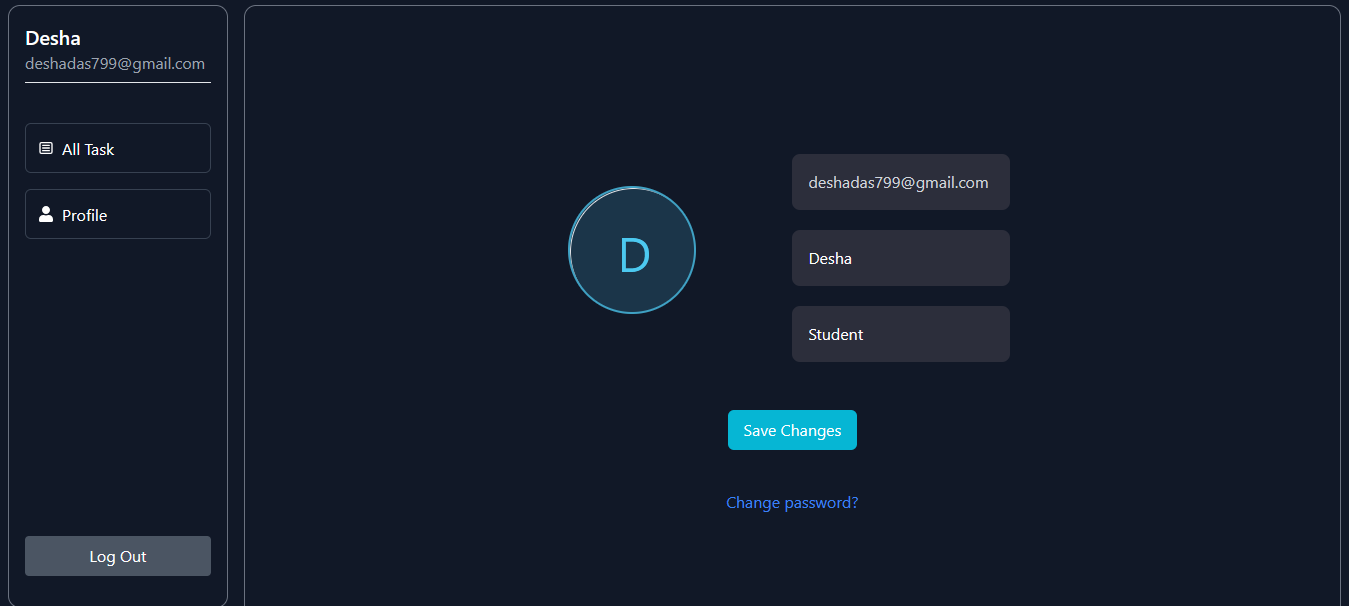 Desha
deshadas799@gmail.com
All Task
Profile
Log Out
D
deshadas799@gmail.com
Desha
Student
Save Changes
Change password?